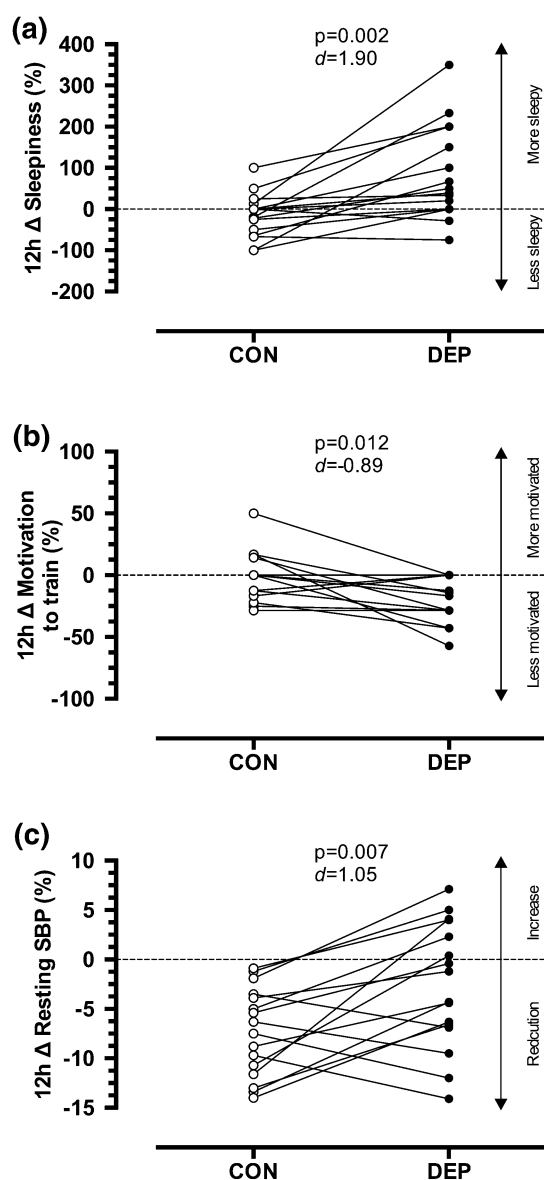 (a)
p=0.002
d=1.90
12h Δ Sleepiness (%)
400
300
200
100
0
-100
-200
More sleepy
Less sleepy
CON
DEP
(b)
p=0.012
d=-0.89
12h Δ Motivation
to train (%)
100
50
0
-50
-100
More motivated
Less motivated
CON
DEP
(c)
p=0.007
d=1.05
12h Δ Resting SBP (%)
10
5
0
-5
-10
-15
Increase
Redcution
CON
DEP